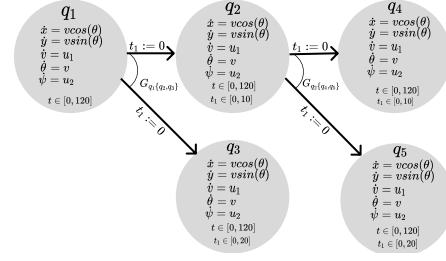 q₁
ẋ = vcos(θ)
ẏ = vsin(θ)
v̇ = u₁
θ̇ = v
ψ̇ = u₂
t ∈ [0, 120]
t₁ := 0
G_{q₁{q₂,q₃}}
t₁ := 0
q₂
ẋ = vcos(θ)
ẏ = vsin(θ)
v̇ = u₁
θ̇ = v
ψ̇ = u₂
t ∈ [0, 120]
t₁ ∈ [0, 10]
t₁ := 0
G_{q₂{q₄,q₅}}
t₁ := 0
q₄
ẋ = vcos(θ)
ẏ = vsin(θ)
v̇ = u₁
θ̇ = v
ψ̇ = u₂
t ∈ [0, 120]
t₁ ∈ [0, 10]
q₃
ẋ = vcos(θ)
ẏ = vsin(θ)
v̇ = u₁
θ̇ = v
ψ̇ = u₂
t ∈ [0, 120]
t₁ ∈ [0, 20]
q₅
ẋ = vcos(θ)
ẏ = vsin(θ)
v̇ = u₁
θ̇ = v
ψ̇ = u₂
t ∈ [0, 120]
t₁ ∈ [0, 20]